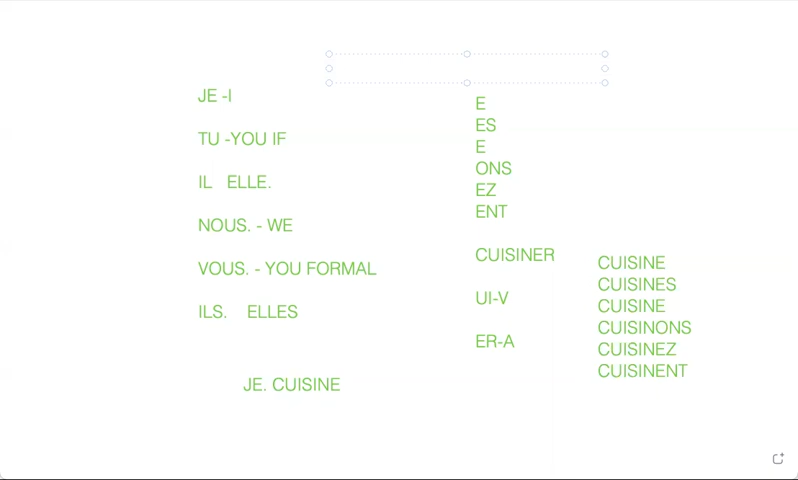 JE -I
TU -YOU IF
IL ELLE.
NOUS. - WE
VOUS. - YOU FORMAL
ILS. ELLES
JE. CUISINE
E
ES
E
ONS
EZ
ENT
CUISINER
UI-V
ER-A
CUISINE
CUISINES
CUISINE
CUISINONS
CUISINEZ
CUISINENT